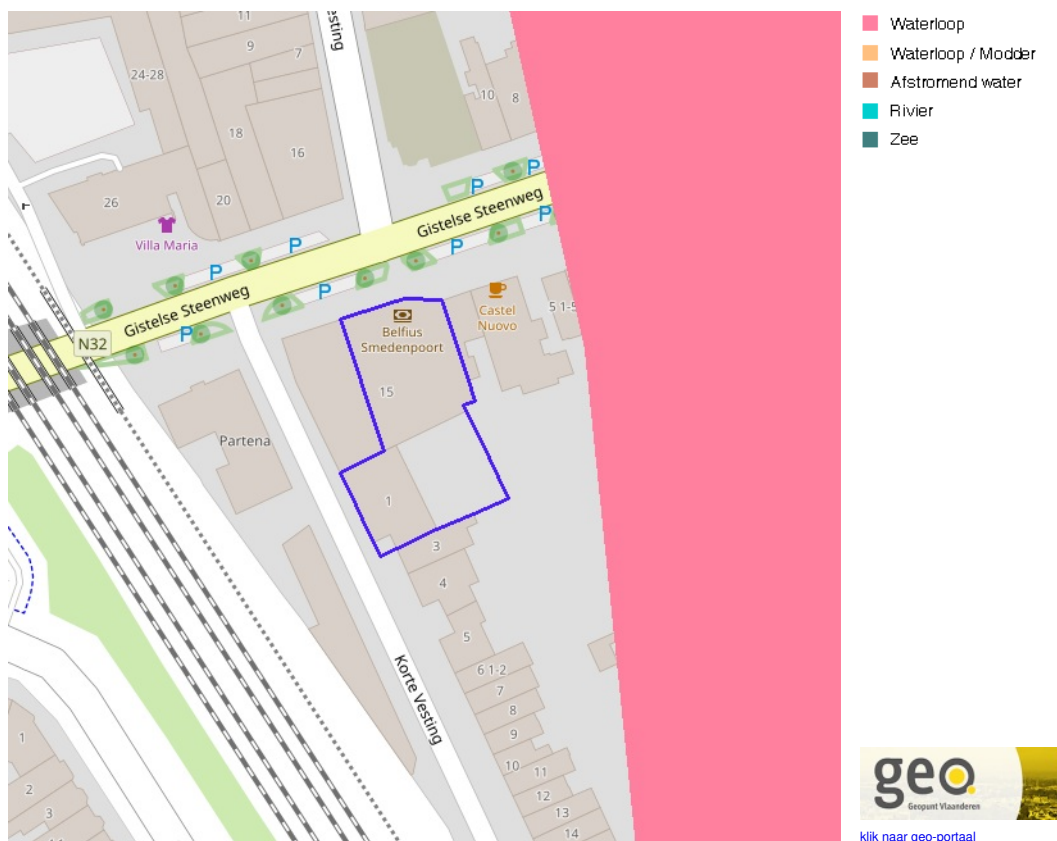 11
esting
9
7
24-28
10
8
18
16
P
P
26
20
Gistelse Steenweg
P
Villa Maria
P
P
P
5 1-5
Castel
Nuovo
P
Gistelse Steenweg
Belfius
Smedenpoort
P
N32
15
Partena
1
3
4
5
6 1-2
Korte Vesting
7
8
9
10
11
12
13
14
1
2
3
Waterloop
Waterloop / Modder
Afstromend water
Rivier
Zee
geo
Geopunt Vlaanderen
klik naar geo-portaal